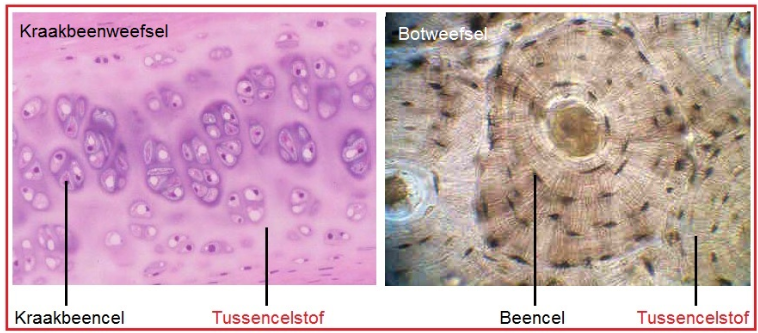 Kraakbeenweefsel
Botweefsel
Kraakbeencel
Tussencelstof
Beencel
Tussencelstof